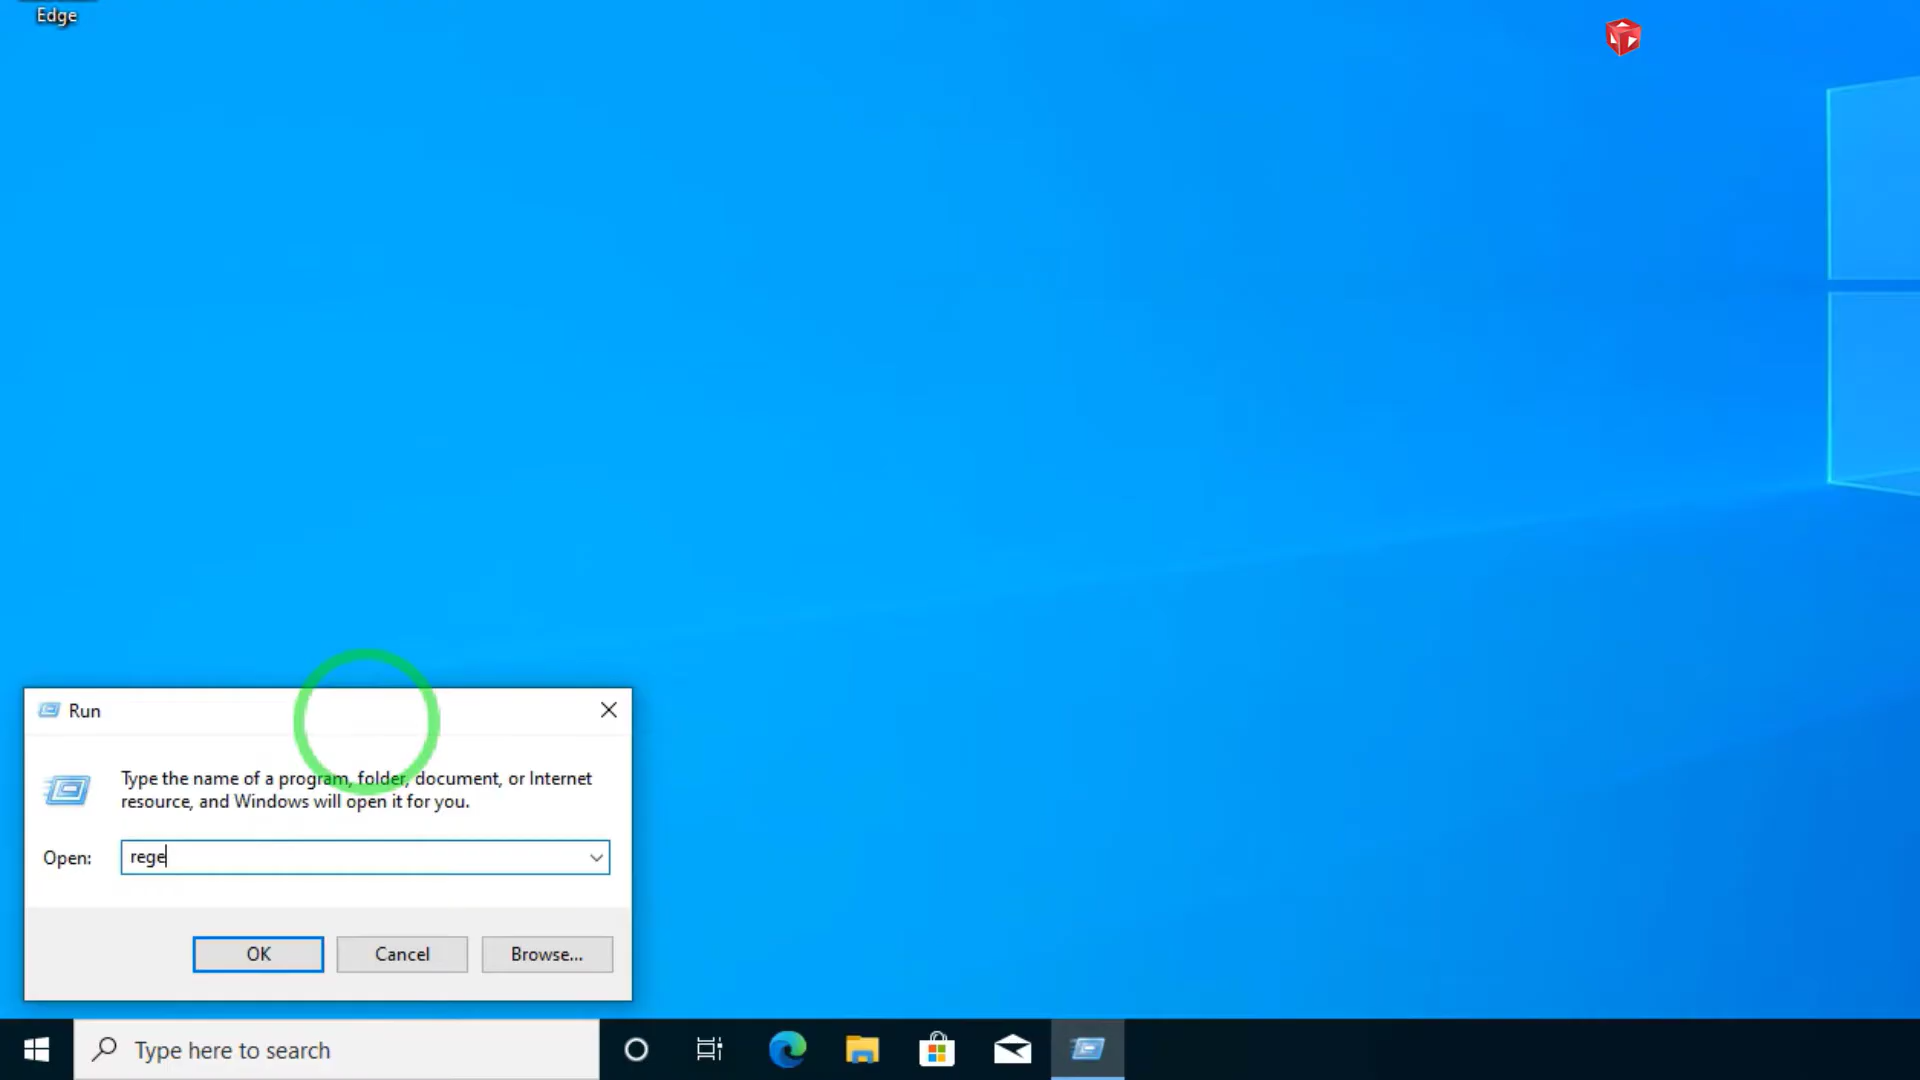 Edge
Run
Type the name of a program, folder, document, or Internet
resource, and Windows will open it for you.
Open:
rege
OK
Cancel
Browse...
Type here to search